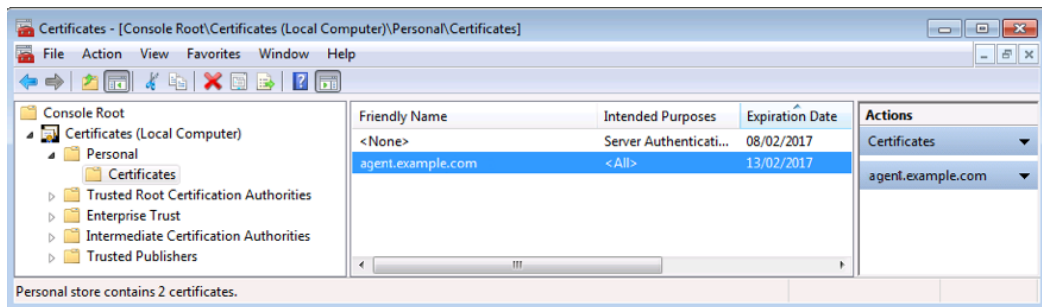 Certificates - [Console Root\Certificates (Local Computer)\Personal\Certificates]
File Action View Favorites Window Help
Console Root
Certificates (Local Computer)
Personal
Certificates
Trusted Root Certification Authorities
Enterprise Trust
Intermediate Certification Authorities
Trusted Publishers
Friendly Name Intended Purposes Expiration Date
<None> Server Authenticati... 08/02/2017
agent.example.com <All> 13/02/2017
Actions
Certificates
agent.example.com
Personal store contains 2 certificates.